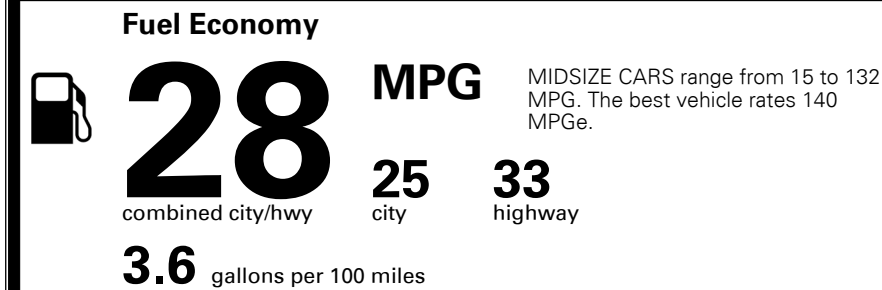 Fuel Economy
28
MPG
MIDSIZE CARS range from 15 to 132
MPG. The best vehicle rates 140
MPGe.
combined city/hwy
25
city
33
highway
3.6 gallons per 100 miles